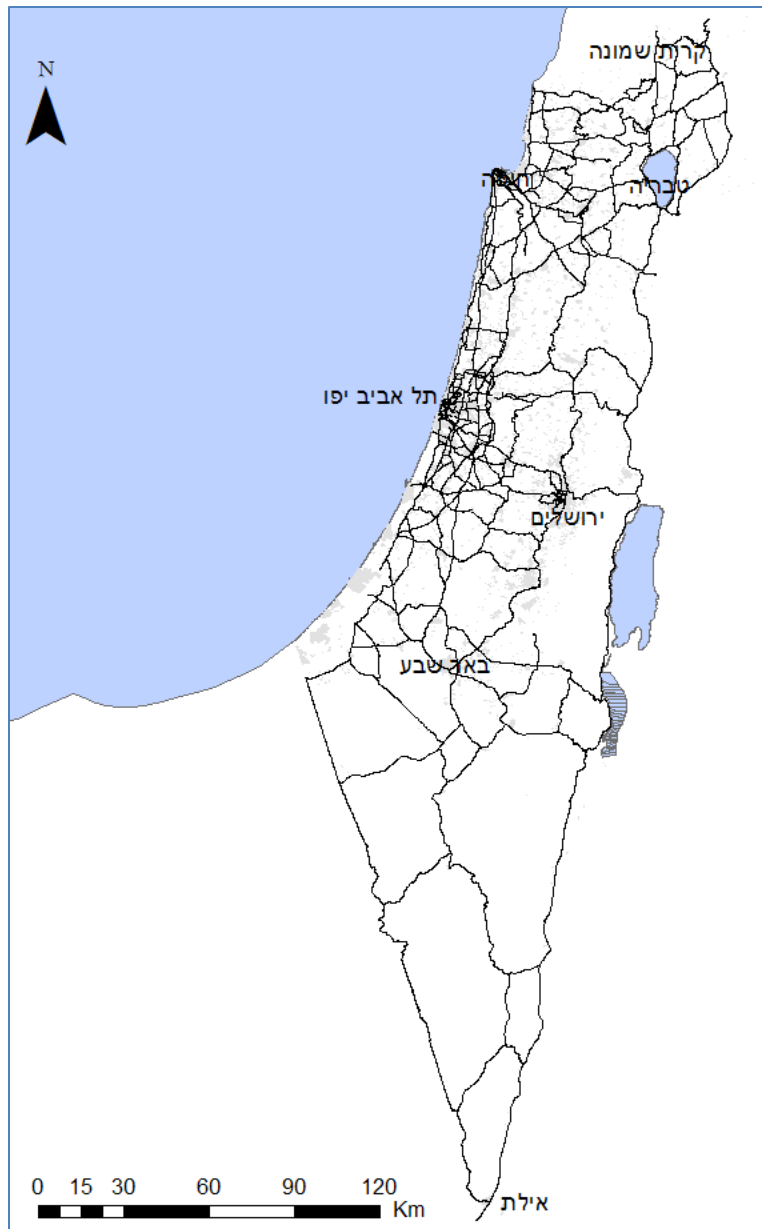 קרית שמונה
N
חיפה
טבריה
תל אביב יפו
ירושלים
באר שבע
אילת
0 15 30 60 90 120
Km